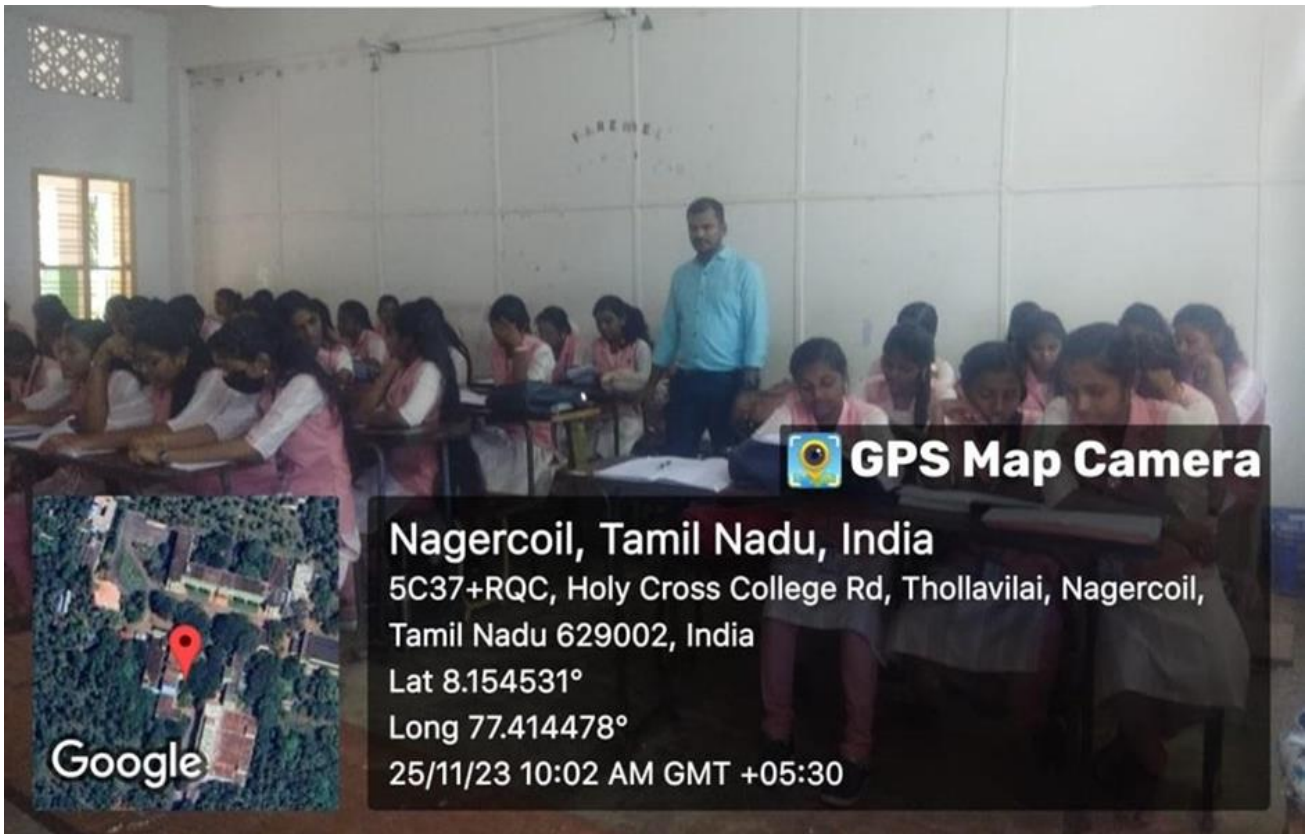 GPS Map Camera
Nagercoil, Tamil Nadu, India
5C37+RQC, Holy Cross College Rd, Thollavilai, Nagercoil,
Tamil Nadu 629002, India
Lat 8.154531°
Long 77.414478°
25/11/23 10:02 AM GMT +05:30
Google